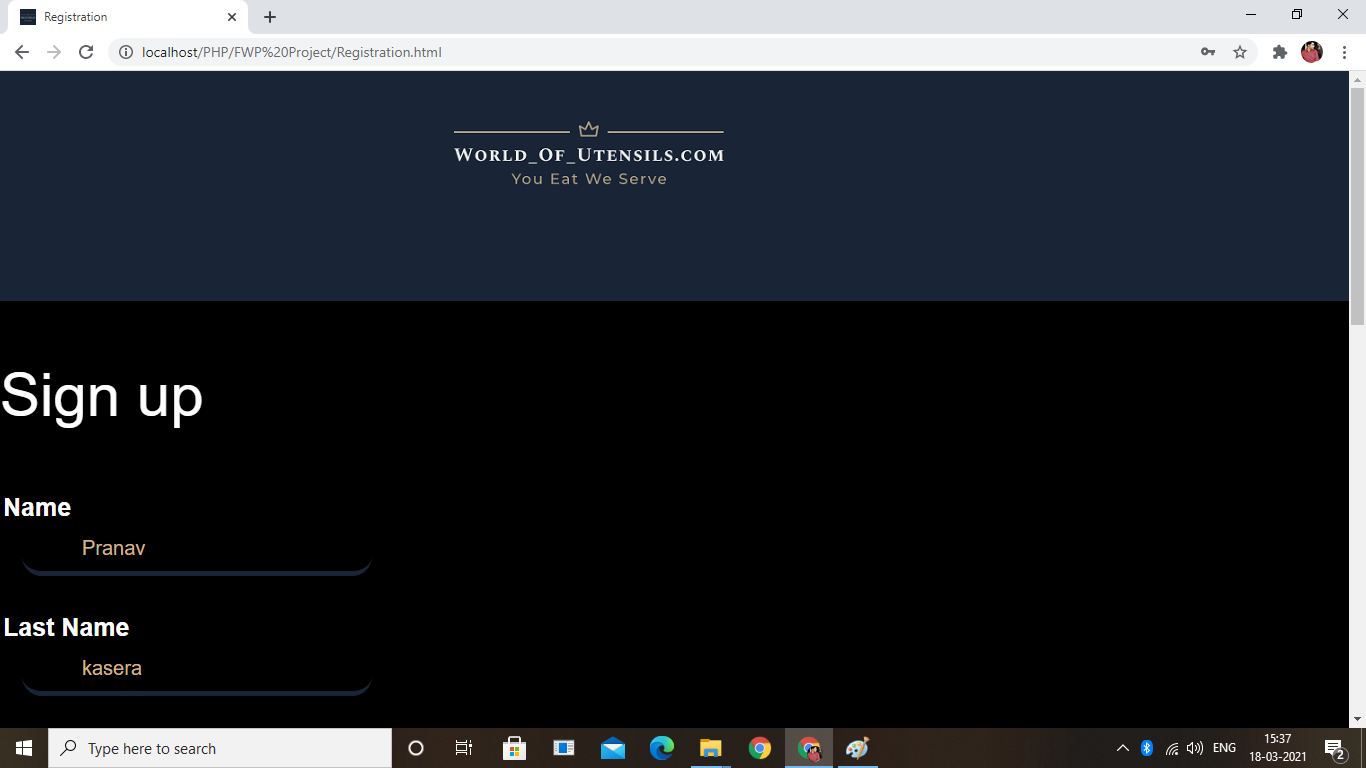 Registration
localhost/PHP/FWP%20Project/Registration.html
World_Of_Utensils.com
You Eat We Serve
Sign up
Name
Pranav
Last Name
kasera
Type here to search
ENG
15:37
18-03-2021
2